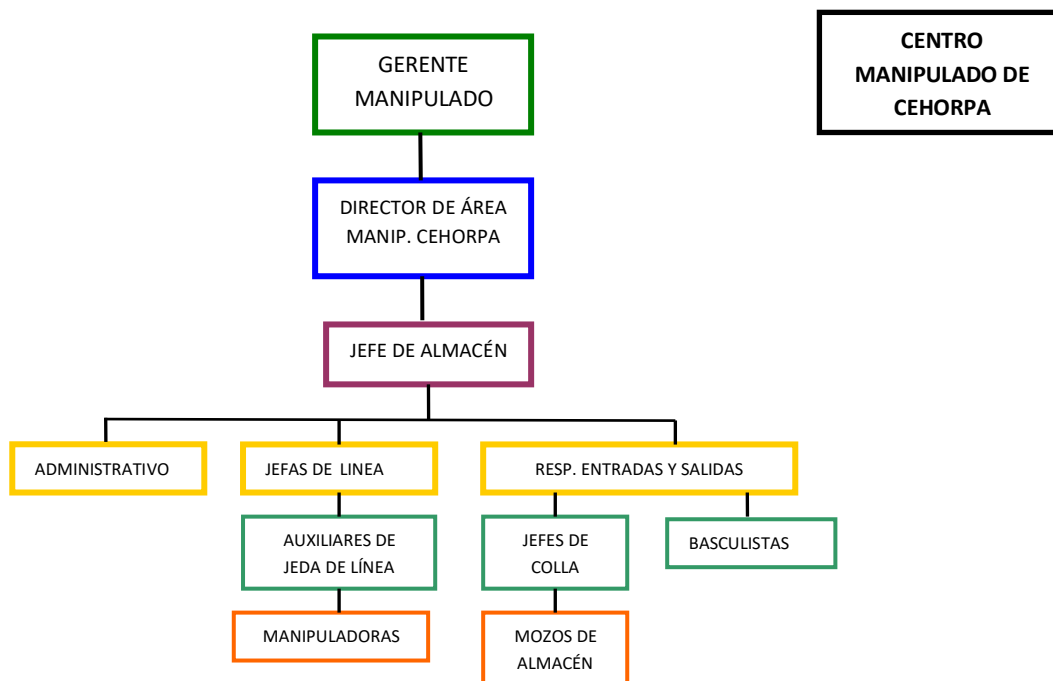 GERENTE
MANIPULADO
CENTRO
MANIPULADO DE
CEHORPA
DIRECTOR DE ÁREA
MANIP. CEHORPA
JEFE DE ALMACÉN
ADMINISTRATIVO
JEFAS DE LINEA
RESP. ENTRADAS Y SALIDAS
AUXILIARES DE
JEDA DE LÍNEA
JEFES DE
COLLA
BASCULISTAS
MANIPULADORAS
MOZOS DE
ALMACÉN